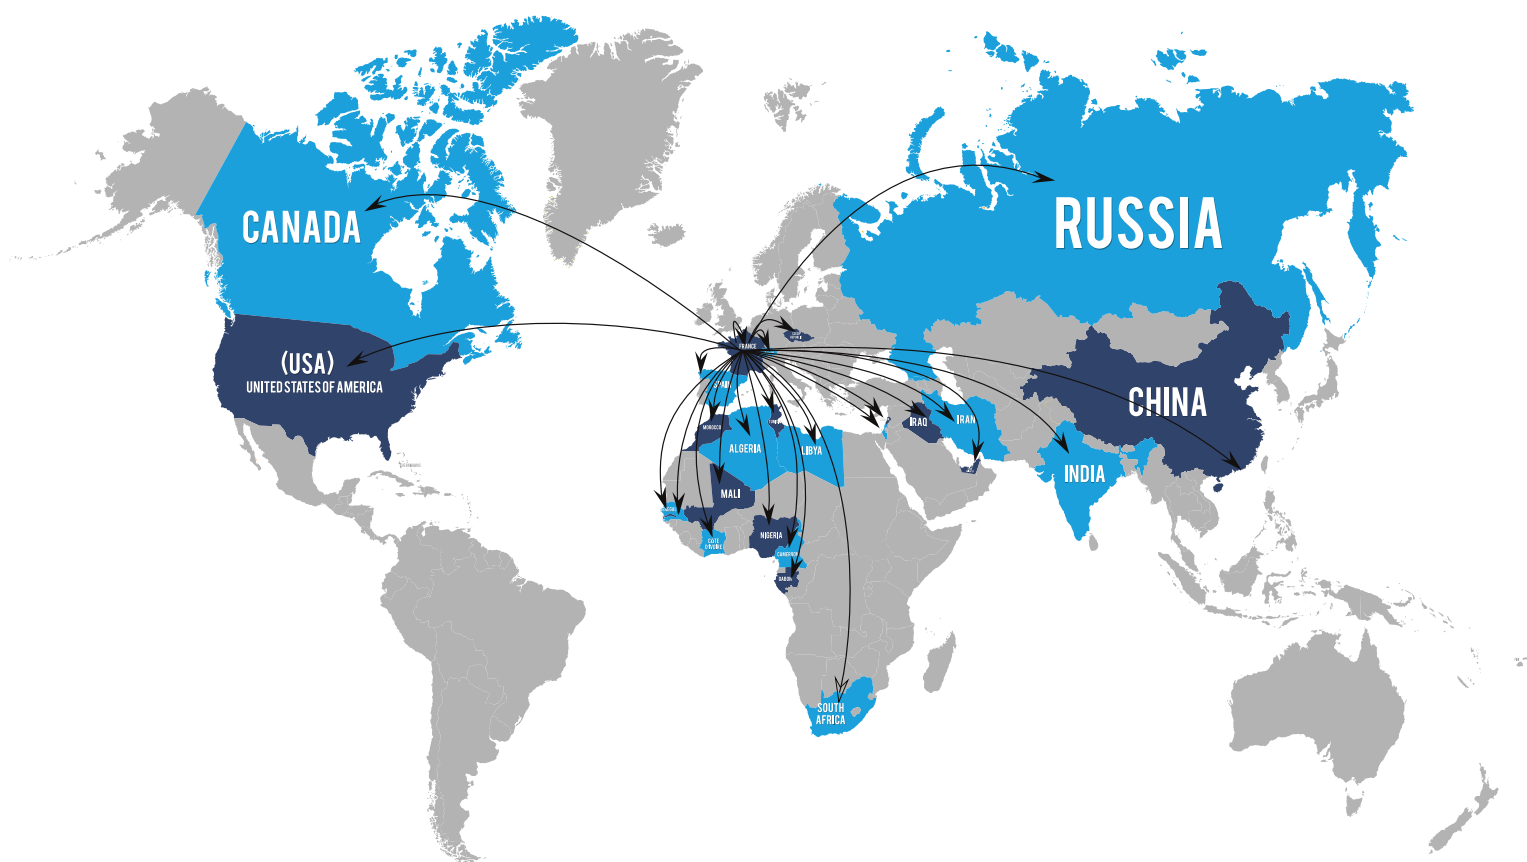 CANADA
RUSSIA
(USA)
UNITED STATES OF AMERICA
FRANCE
SPAIN
CHINA
MOROCCO
ALGERIA
LIBYA
IRAQ
IRAN
INDIA
MALI
NIGERIA
CÔTE
D'IVOIRE
CAMEROON
GABON
SOUTH
AFRICA